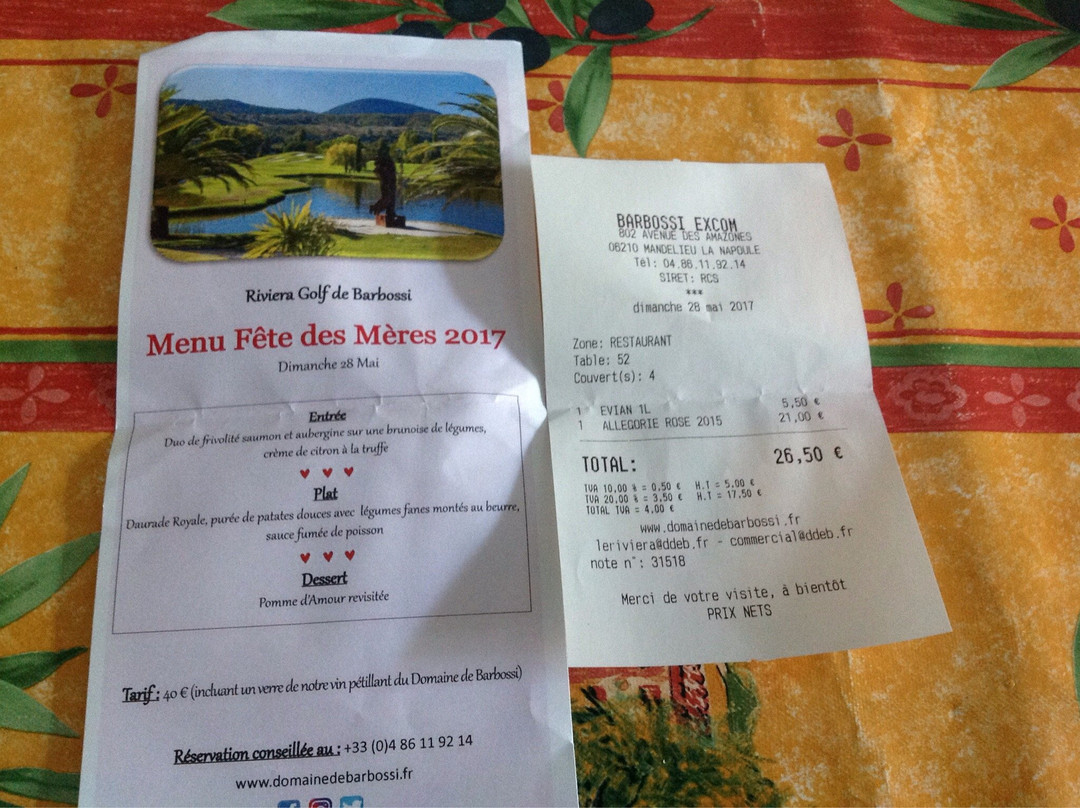 Riviera Golf de Barbossi
Menu Fête des Mères 2017
Dimanche 28 Mai
Entrée
Duo de frivolité saumon et aubergine sur une brunoise de légumes,
crème de citron à la truffe
Plat
Daurade Royale, purée de patates douces avec légumes fanes montés au beurre,
sauce fumée de poisson
Dessert
Pomme d'Amour revisitée
Tarif : 40 € (incluant un verre de notre vin pétillant du Domaine de Barbossi)
Réservation conseillée au : +33 (0)4 86 11 92 14
www.domainedebarbossi.fr
BARBOSSI EXCOM
802 AVENUE DES AMAZONES
06210 MANDELIEU LA NAPOULE
Tél: 04.86.11.92.14
SIRET: RCS
***
dimanche 28 mai 2017
Zone: RESTAURANT
Table: 52
Couvert(s): 4
1 EVIAN 1L 5,50 €
1 ALLEGORIE ROSE 2015 21,00 €
TOTAL: 26,50 €
TVA 10,00 % = 0,50 € H.T = 5,00 €
TVA 20,00 % = 3,50 € H.T = 17,50 €
TOTAL TVA = 4,00 €
www.domainedebarbossi.fr
leriviera@ddeb.fr - commercial@ddeb.fr
note n°: 31518
Merci de votre visite, à bientôt
PRIX NETS